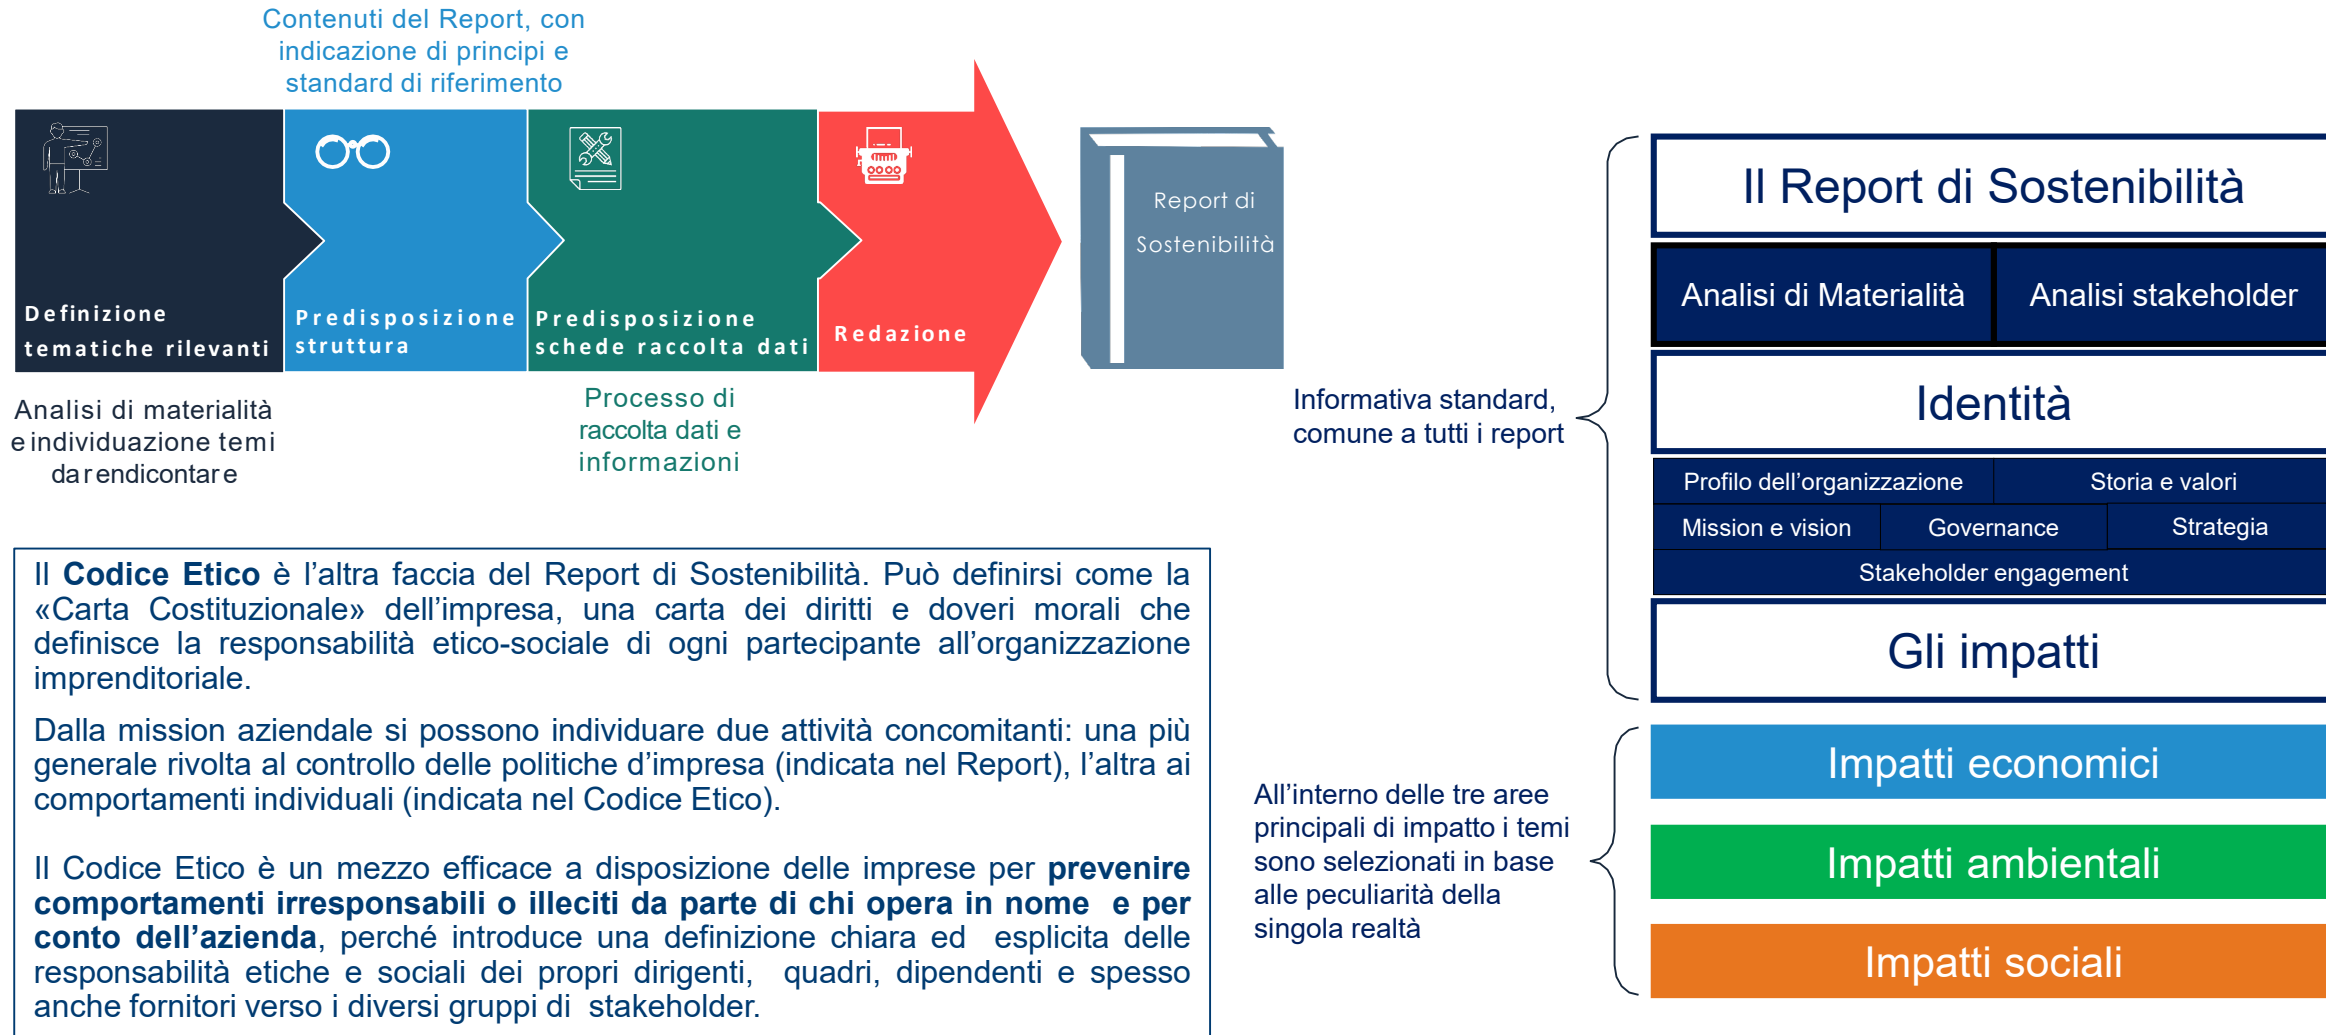 Contenuti del Report, con
indicazione di principi e
standard di riferimento
Definizione
tematiche rilevanti
Predisposizione
struttura
Predisposizione
schede raccolta dati
Redazione
Report di
Sostenibilità
Analisi di materialità
e individuazione temi
da rendicontare
Processo di
raccolta dati e
informazioni
Il Codice Etico è l’altra faccia del Report di Sostenibilità. Può definirsi come la
«Carta Costituzionale» dell’impresa, una carta dei diritti e doveri morali che
definisce la responsabilità etico-sociale di ogni partecipante all’organizzazione
imprenditoriale.
Dalla mission aziendale si possono individuare due attività concomitanti: una più
generale rivolta al controllo delle politiche d’impresa (indicata nel Report), l’altra ai
comportamenti individuali (indicata nel Codice Etico).
Il Codice Etico è un mezzo efficace a disposizione delle imprese per prevenire
comportamenti irresponsabili o illeciti da parte di chi opera in nome e per
conto dell’azienda, perché introduce una definizione chiara ed esplicita delle
responsabilità etiche e sociali dei propri dirigenti, quadri, dipendenti e spesso
anche fornitori verso i diversi gruppi di stakeholder.
Informativa standard,
comune a tutti i report
Il Report di Sostenibilità
Analisi di Materialità
Analisi stakeholder
Identità
Profilo dell’organizzazione
Storia e valori
Mission e vision
Governance
Strategia
Stakeholder engagement
Gli impatti
All’interno delle tre aree
principali di impatto i temi
sono selezionati in base
alle peculiarità della
singola realtà
Impatti economici
Impatti ambientali
Impatti sociali